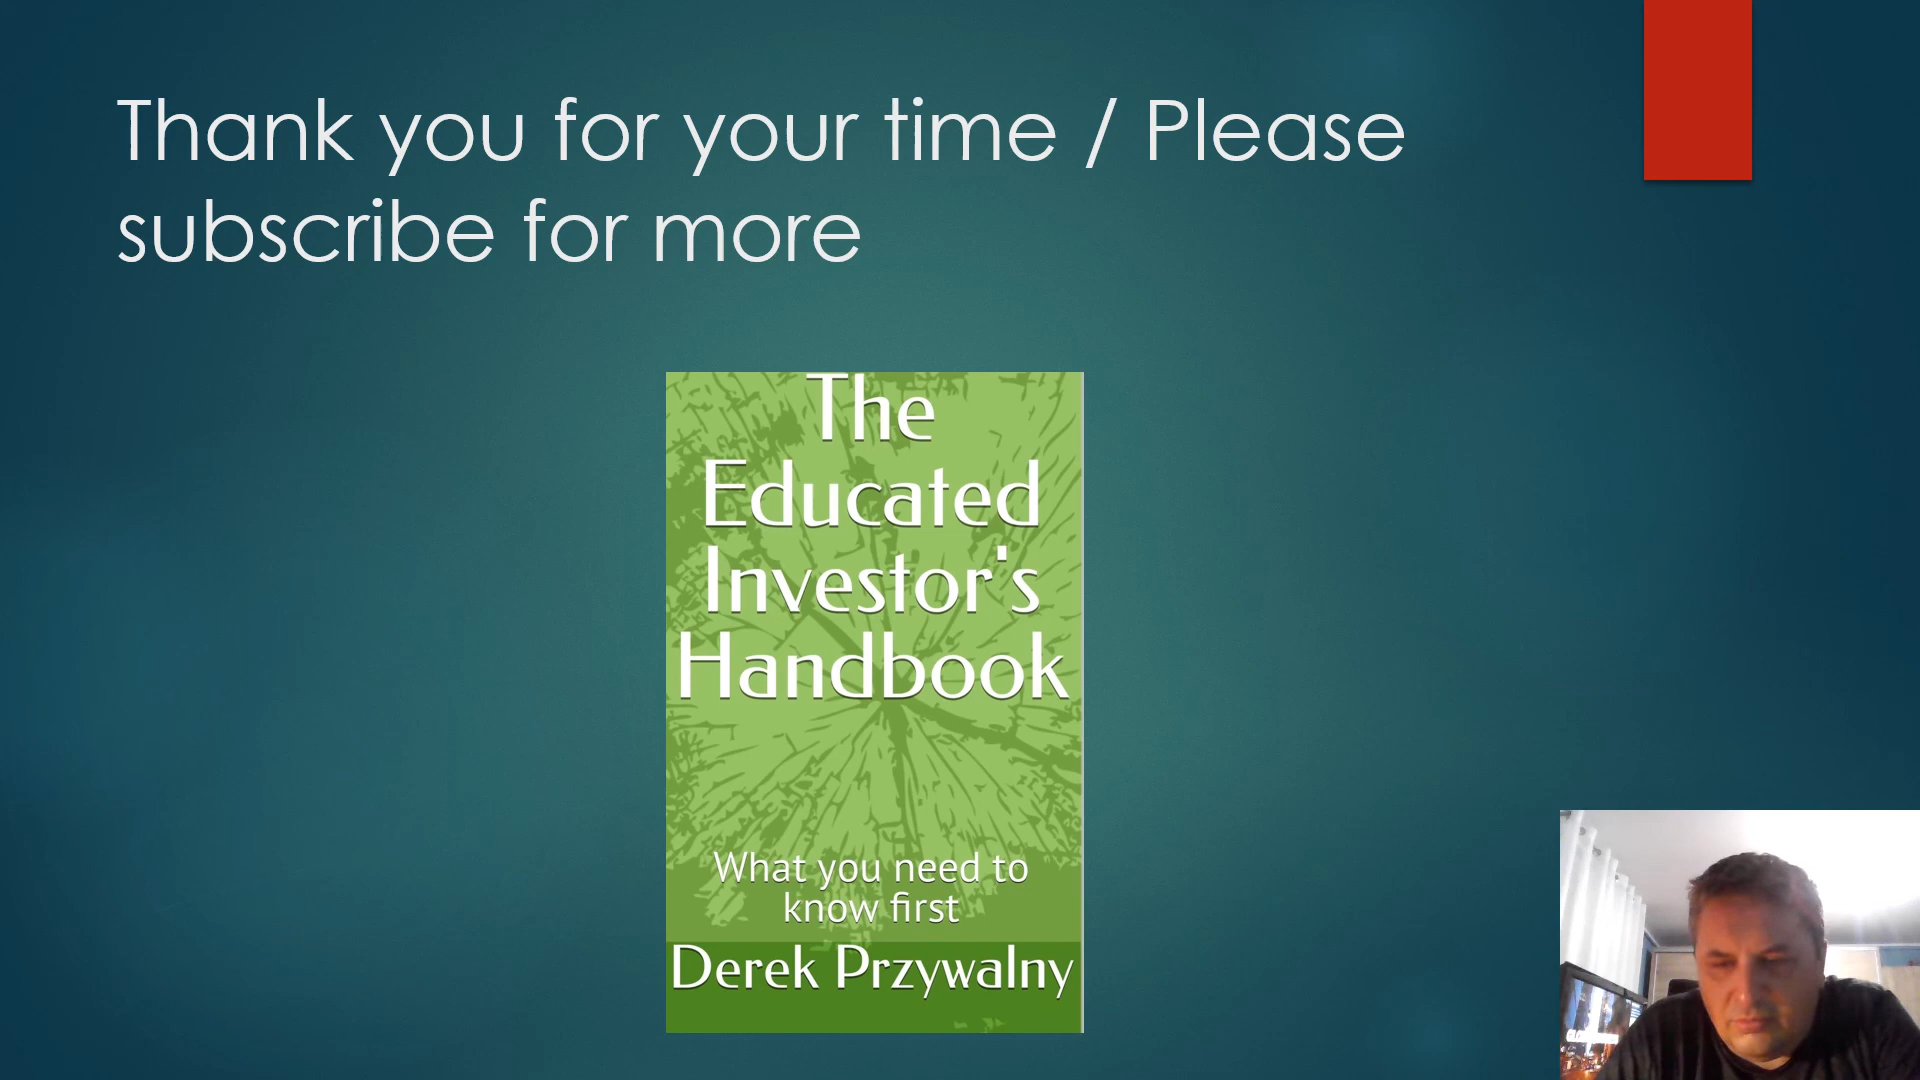 Thank you for your time / Please
subscribe for more
The
Educated
Investor's
Handbook
What you need to
know first
Derek Przywalny